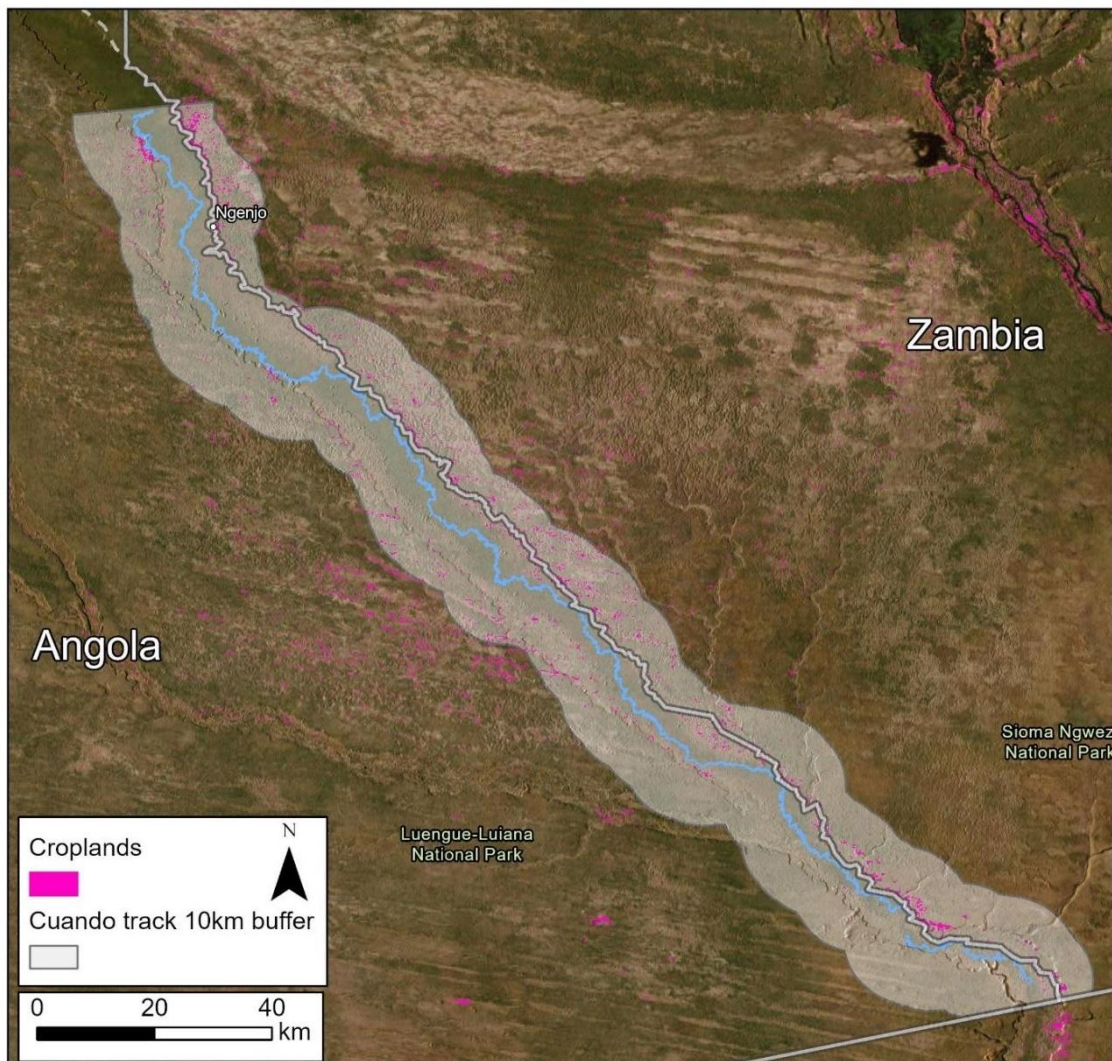 Ngenjo
Zambia
Angola
Sioma Ngwezi
National Park
Luengue-Luiana
National Park
Croplands
N
Cuando track 10km buffer
0 20 40
km